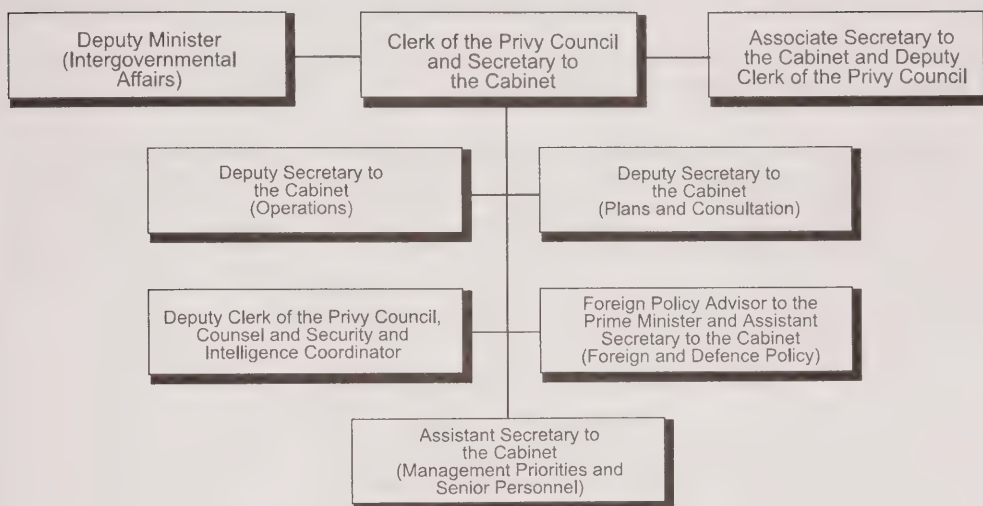 Deputy Minister
(Intergovernmental
Affairs)
Clerk of the Privy Council
and Secretary to
the Cabinet
Associate Secretary to
the Cabinet and Deputy
Clerk of the Privy Council
Deputy Secretary to
the Cabinet
(Operations)
Deputy Secretary to
the Cabinet
(Plans and Consultation)
Deputy Clerk of the Privy Council,
Counsel and Security and
Intelligence Coordinator
Foreign Policy Advisor to the
Prime Minister and Assistant
Secretary to the Cabinet
(Foreign and Defence Policy)
Assistant Secretary to
the Cabinet
(Management Priorities and
Senior Personnel)